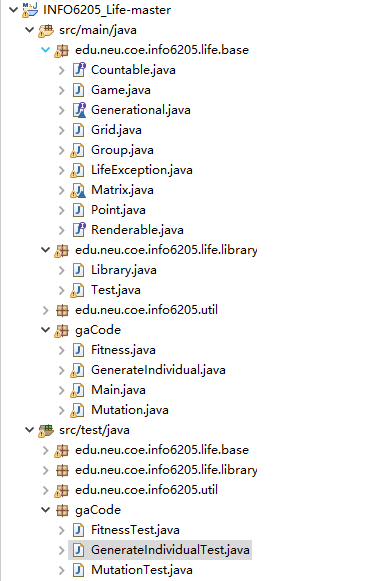 INFO6205_Life-master
src/main/java
edu.neu.coe.info6205.life.base
Countable.java
Game.java
Generational.java
Grid.java
Group.java
LifeException.java
Matrix.java
Point.java
Renderable.java
edu.neu.coe.info6205.life.library
Library.java
Test.java
edu.neu.coe.info6205.util
gaCode
Fitness.java
GenerateIndividual.java
Main.java
Mutation.java
src/test/java
edu.neu.coe.info6205.life.base
edu.neu.coe.info6205.life.library
edu.neu.coe.info6205.util
gaCode
FitnessTest.java
GenerateIndividualTest.java
MutationTest.java